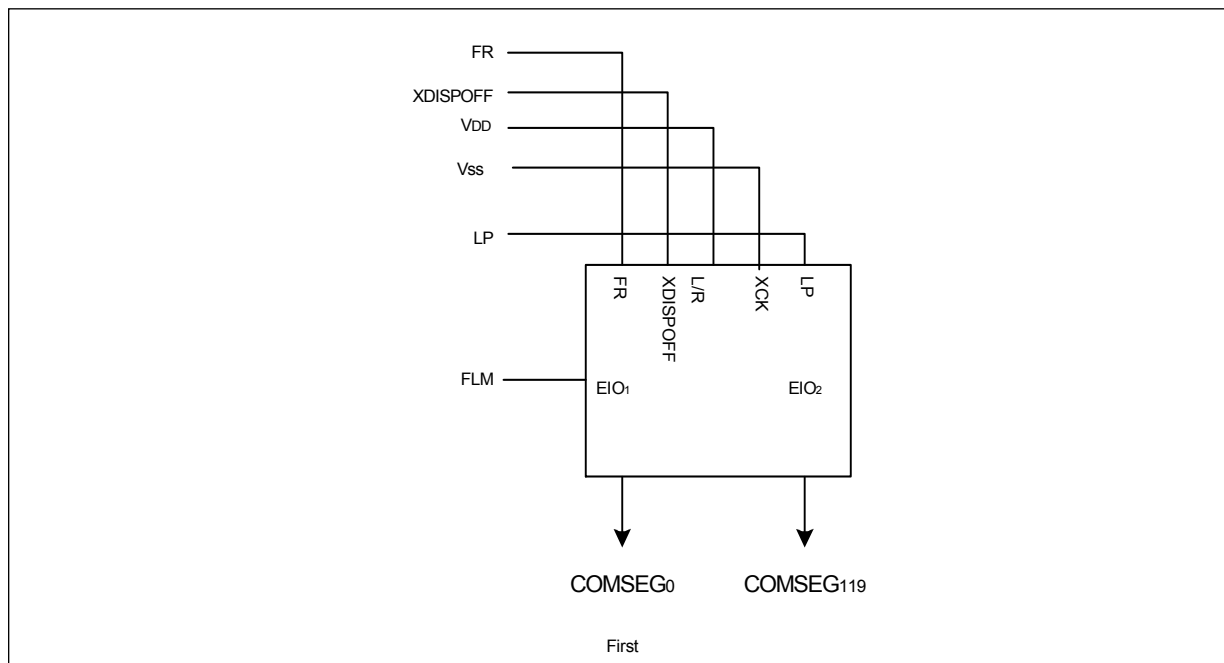 FR
XDISPOFF
VDD
Vss
LP
FR
XDISPOFF
L/R
XCK
LP
FLM
EIO1
EIO2
COMSEG0
COMSEG119
First